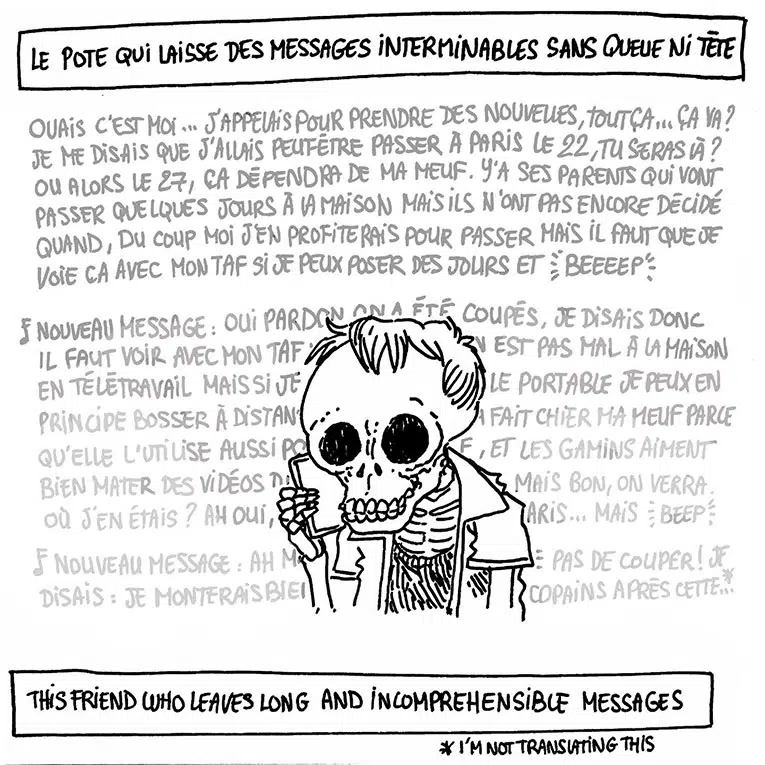 LE POTE QUI LAISSE DES MESSAGES INTERMINABLES SANS QUEUE NI TÊTE
OUAIS C'EST MOI... J'APPELAIS POUR PRENDRE DES NOUVELLES, TOUT ÇA... ÇA VA?
JE ME DISAIS QUE J'ALLAIS PEUT-ÊTRE PASSER À PARIS LE 22, TU SERAS LÀ?
OU ALORS LE 27, ÇA DÉPENDRA DE MA MEUF. Y'A SES PARENTS QUI VONT
PASSER QUELQUES JOURS À LA MAISON MAIS ILS N'ONT PAS ENCORE DÉCIDÉ
QUAND, DU COUP MOI J'EN PROFITERAIS POUR PASSER MAIS IL FAUT QUE JE
VOIE ÇA AVEC MON TAF SI JE PEUX POSER DES JOURS ET BEEEEP
NOUVEAU MESSAGE : OUI PARDON ON A ÉTÉ COUPÉS, JE DISAIS DONC
IL FAUT VOIR AVEC MON TAF EST PAS MAL À LA MAISON
EN TÉLÉTRAVAIL MAIS SI JE LE PORTABLE JE PEUX EN
PRINCIPE BOSSER À DISTAN FAIT CHIER MA MEUF PARCE
QU'ELLE L'UTILISE AUSSI , ET LES GAMINS AIMENT
BIEN MATER DES VIDÉOS MAIS BON, ON VERRA.
OÙ J'EN ÉTAIS ? AH OUI, ARIS... MAIS BEEP
NOUVEAU MESSAGE : AH PAS DE COUPER! JE
DISAIS : JE MONTERAIS BIE COPAINS APRÈS CETTE...*
THIS FRIEND WHO LEAVES LONG AND INCOMPREHENSIBLE MESSAGES
* I'M NOT TRANSLATING THIS